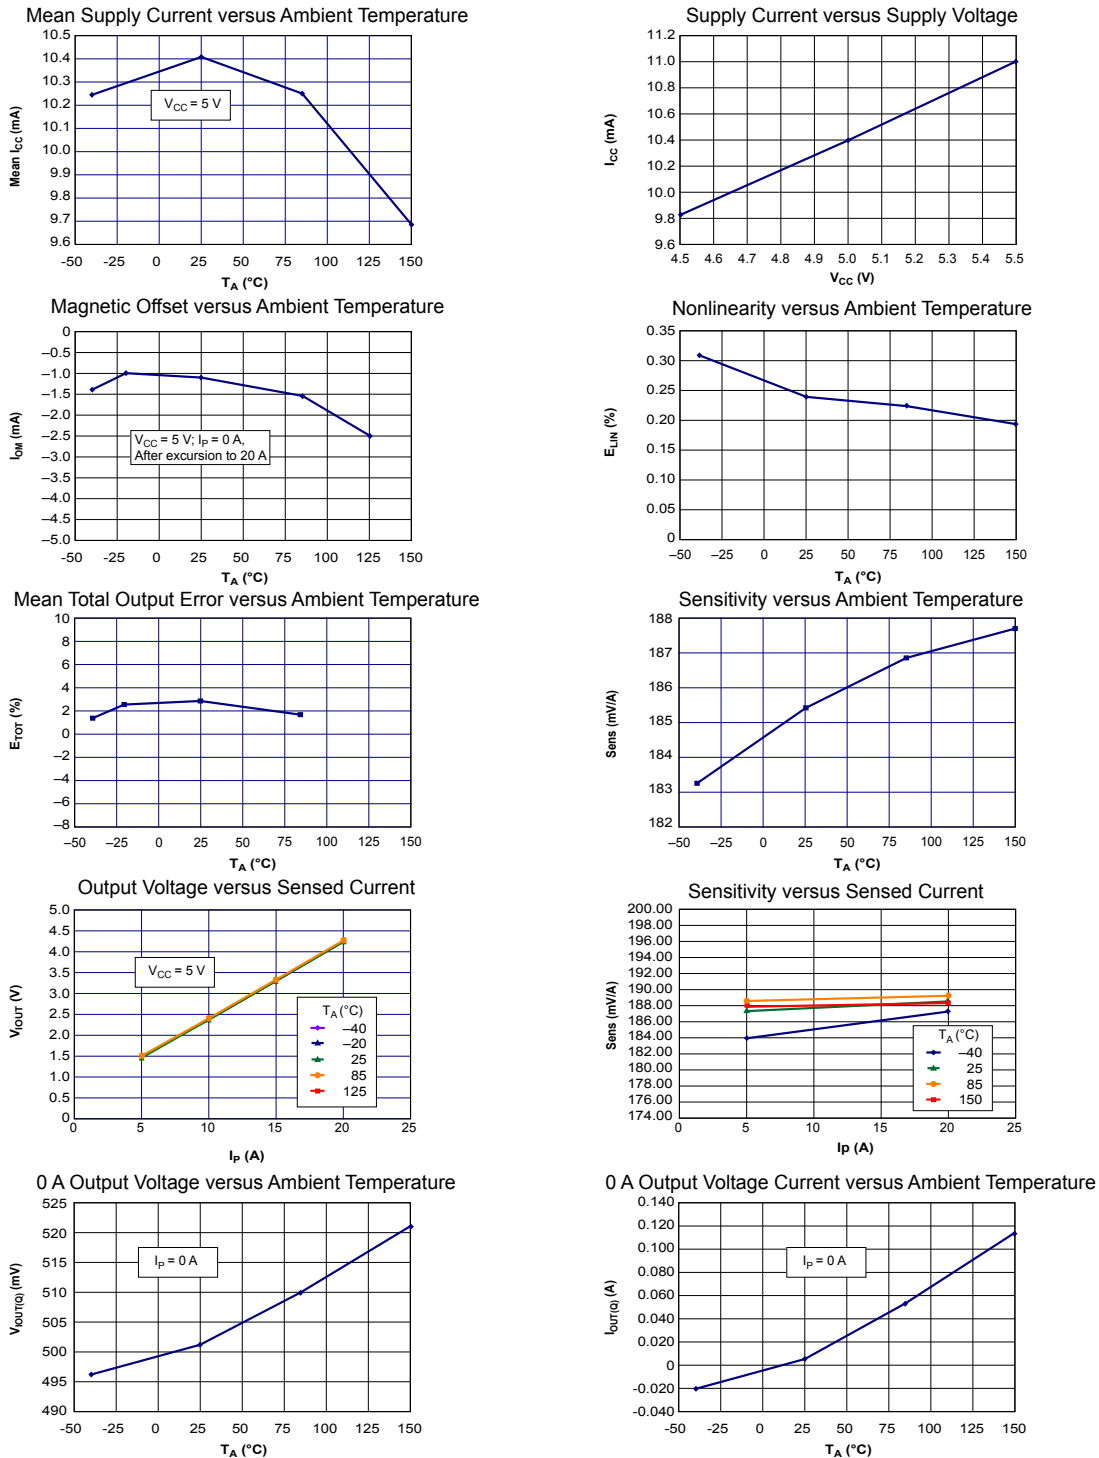 Mean Supply Current versus Ambient Temperature
10.5
10.4
10.3
10.2
10.1
10.0
9.9
9.8
9.7
9.6
Mean ICC (mA)
VCC = 5 V
-50 -25 0 25 50 75 100 125 150
TA (°C)
Supply Current versus Supply Voltage
11.2
11.0
10.8
10.6
10.4
10.2
10.0
9.8
9.6
ICC (mA)
4.5 4.6 4.7 4.8 4.9 5.0 5.1 5.2 5.3 5.4 5.5
VCC (V)
Magnetic Offset versus Ambient Temperature
0
–0.5
–1.0
–1.5
–2.0
–2.5
–3.0
–3.5
–4.0
–4.5
–5.0
IOM (mA)
VCC = 5 V; IP = 0 A,
After excursion to 20 A
-50 -25 0 25 50 75 100 125 150
TA (°C)
Nonlinearity versus Ambient Temperature
0.35
0.30
0.25
0.20
0.15
0.10
0.05
0
ELIN (%)
–50 –25 0 25 50 75 100 125 150
TA (°C)
Mean Total Output Error versus Ambient Temperature
10
8
6
4
2
0
–2
–4
–6
–8
ETOT (%)
–50 –25 0 25 50 75 100 125 150
TA (°C)
Sensitivity versus Ambient Temperature
188
187
186
185
184
183
182
Sens (mV/A)
–50 –25 0 25 50 75 100 125 150
TA (°C)
Output Voltage versus Sensed Current
5.0
4.5
4.0
3.5
3.0
2.5
2.0
1.5
1.0
0.5
0
VIOUT (V)
VCC = 5 V
TA (°C)
–40
–20
25
85
125
0 5 10 15 20 25
IP (A)
Sensitivity versus Sensed Current
200.00
198.00
196.00
194.00
192.00
190.00
188.00
186.00
184.00
182.00
180.00
178.00
176.00
174.00
Sens (mV/A)
TA (°C)
–40
25
85
150
0 5 10 15 20 25
Ip (A)
0 A Output Voltage versus Ambient Temperature
525
520
515
510
505
500
495
490
VIOUT(Q) (mV)
IP = 0 A
-50 -25 0 25 50 75 100 125 150
TA (°C)
0 A Output Voltage Current versus Ambient Temperature
0.140
0.120
0.100
0.080
0.060
0.040
0.020
0
-0.020
-0.040
IOUT(Q) (A)
IP = 0 A
-50 -25 0 25 50 75 100 125 150
TA (°C)